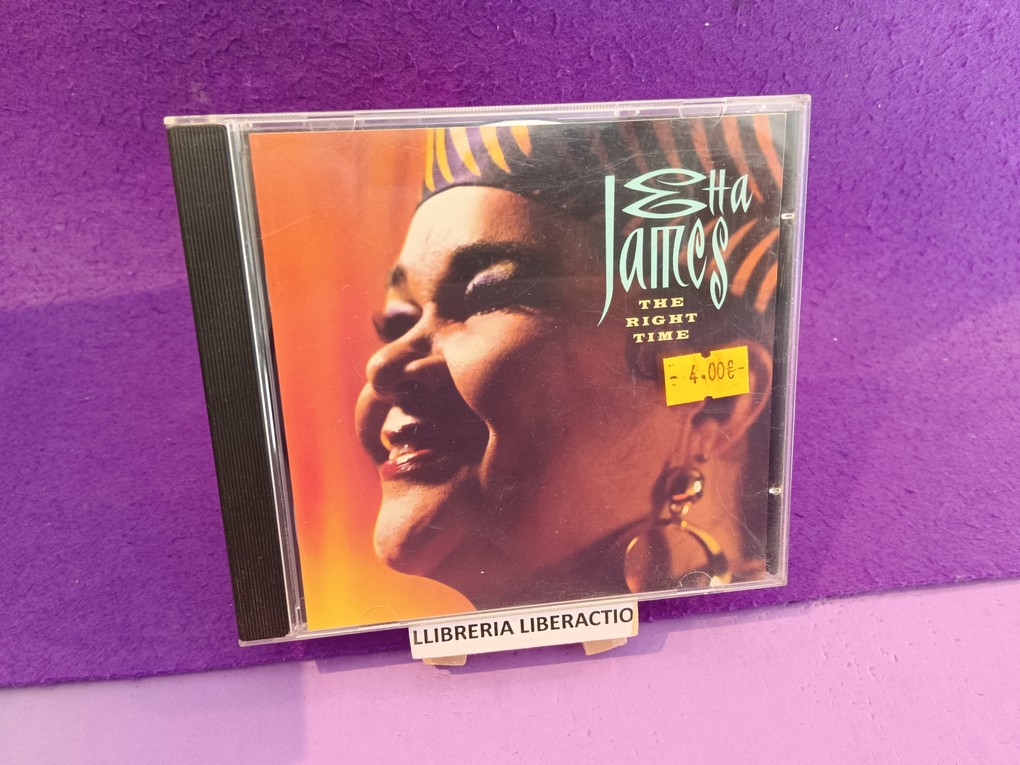 Etta
James
THE
RIGHT
TIME
- 4.00€-
LLIBRERIA LIBERACTIO